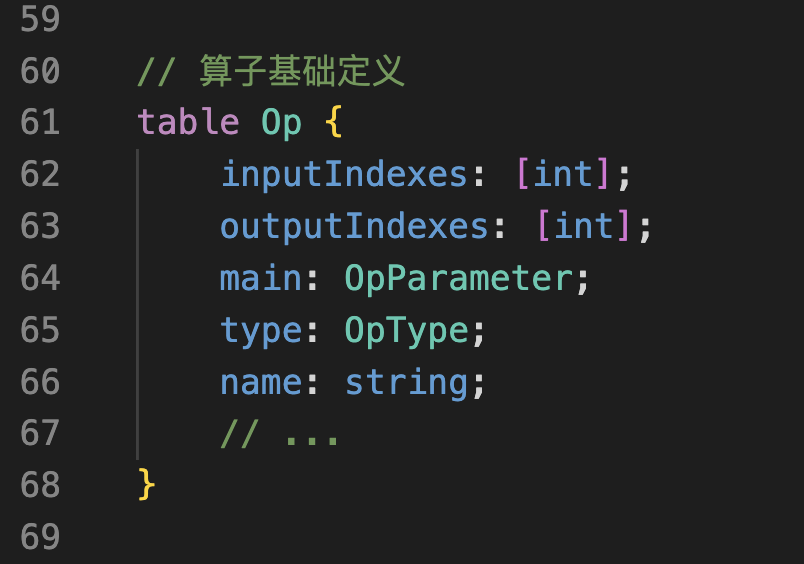 59
60 // 算子基础定义
61 table Op {
62 inputIndexes: [int];
63 outputIndexes: [int];
64 main: OpParameter;
65 type: OpType;
66 name: string;
67 // ...
68 }
69